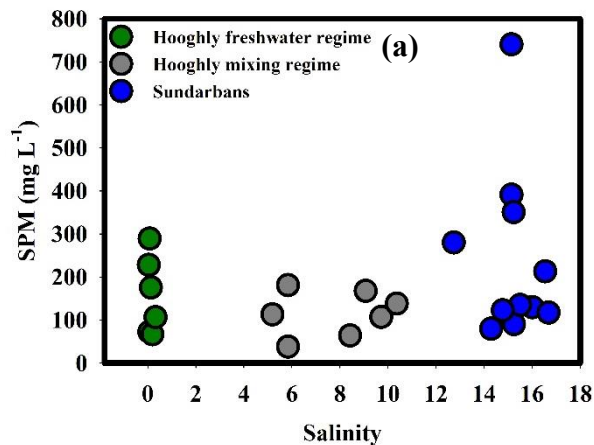 800
700
600
500
400
300
200
100
0
SPM (mg L⁻¹)
Hooghly freshwater regime
(a)
Hooghly mixing regime
Sundarbans
0 2 4 6 8 10 12 14 16 18
Salinity